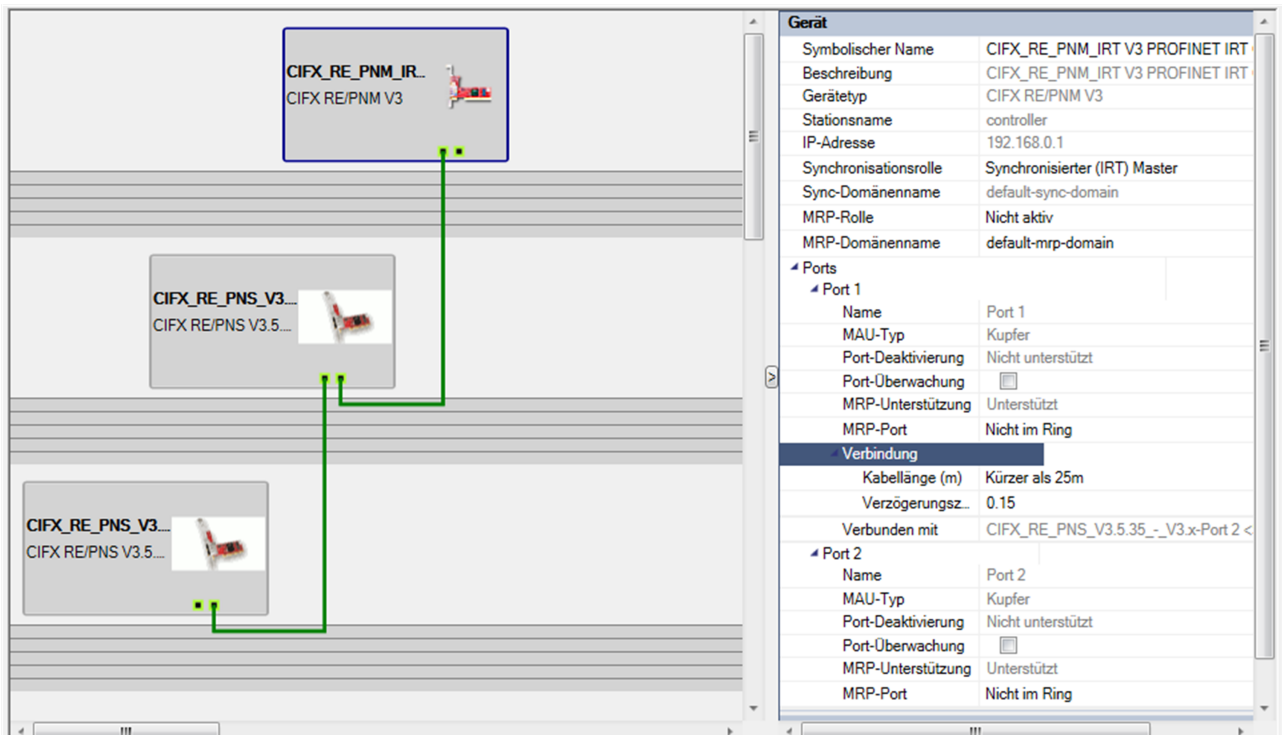 CIFX_RE_PNM_IR...
CIFX RE/PNM V3
CIFX_RE_PNS_V3....
CIFX RE/PNS V3.5....
CIFX_RE_PNS_V3....
CIFX RE/PNS V3.5....
>
Gerät
Symbolischer Name CIFX_RE_PNM_IRT V3 PROFINET IRT
Beschreibung CIFX_RE_PNM_IRT V3 PROFINET IRT
Gerätetyp CIFX RE/PNM V3
Stationsname controller
IP-Adresse 192.168.0.1
Synchronisationsrolle Synchronisierter (IRT) Master
Sync-Domänenname default-sync-domain
MRP-Rolle Nicht aktiv
MRP-Domänenname default-mrp-domain
Ports
Port 1
Name Port 1
MAU-Typ Kupfer
Port-Deaktivierung Nicht unterstützt
Port-Überwachung
MRP-Unterstützung Unterstützt
MRP-Port Nicht im Ring
Verbindung
Kabellänge (m) Kürzer als 25m
Verzögerungsz... 0.15
Verbunden mit CIFX_RE_PNS_V3.5.35_-_V3.x-Port 2 <
Port 2
Name Port 2
MAU-Typ Kupfer
Port-Deaktivierung Nicht unterstützt
Port-Überwachung
MRP-Unterstützung Unterstützt
MRP-Port Nicht im Ring